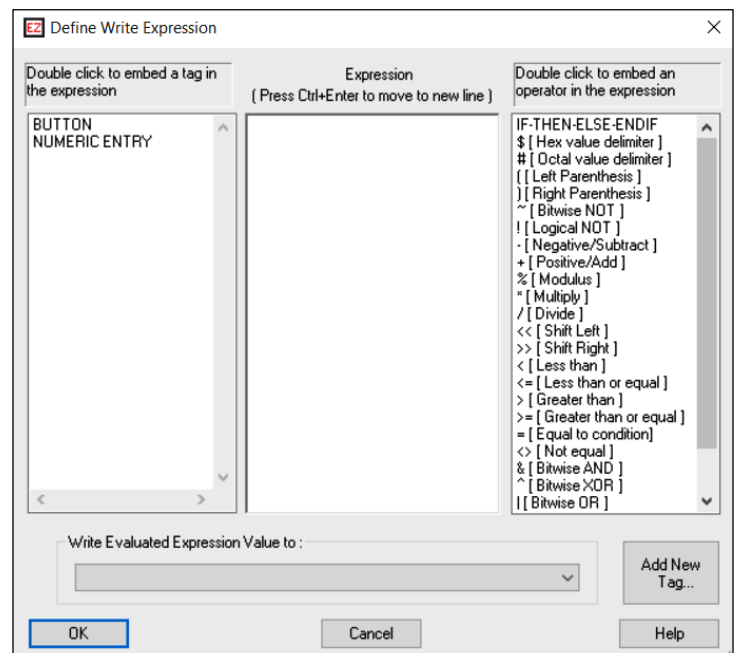 EZ Define Write Expression
Double click to embed a tag in
the expression
Expression
( Press Ctrl+Enter to move to new line )
Double click to embed an
operator in the expression
BUTTON
NUMERIC ENTRY
IF-THEN-ELSE-ENDIF
$ [ Hex value delimiter ]
# [ Octal value delimiter ]
( [ Left Parenthesis ]
) [ Right Parenthesis ]
~ [ Bitwise NOT ]
! [ Logical NOT ]
- [ Negative/Subtract ]
+ [ Positive/Add ]
% [ Modulus ]
* [ Multiply ]
/ [ Divide ]
<< [ Shift Left ]
>> [ Shift Right ]
< [ Less than ]
<= [ Less than or equal ]
> [ Greater than ]
>= [ Greater than or equal ]
= [ Equal to condition]
<> [ Not equal ]
& [ Bitwise AND ]
^ [ Bitwise XOR ]
| [ Bitwise OR ]
Write Evaluated Expression Value to :
Add New
Tag...
OK
Cancel
Help